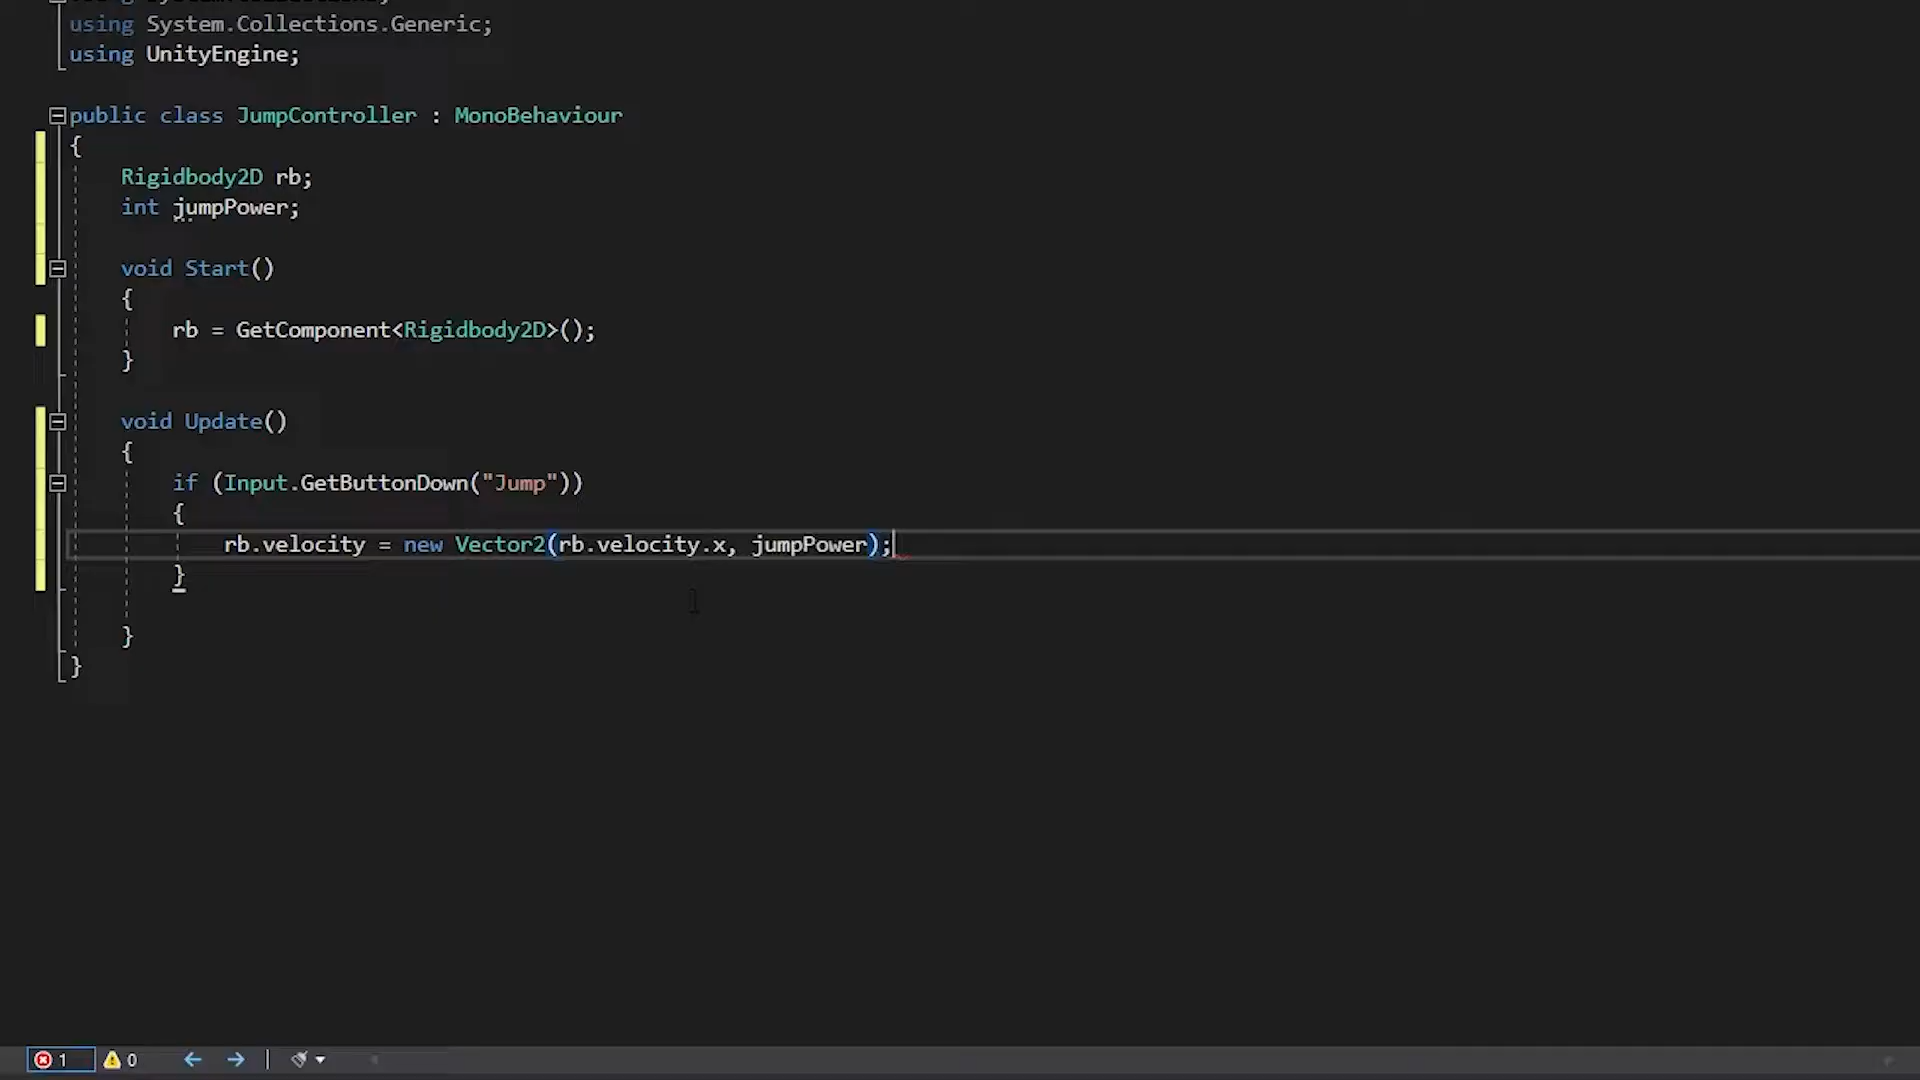 using System.Collections.Generic;
using UnityEngine;
public class JumpController : MonoBehaviour
{
Rigidbody2D rb;
int jumpPower;
void Start()
{
rb = GetComponent<Rigidbody2D>();
}
void Update()
{
if (Input.GetButtonDown("Jump"))
{
rb.velocity = new Vector2(rb.velocity.x, jumpPower);
}
}
}
1 0